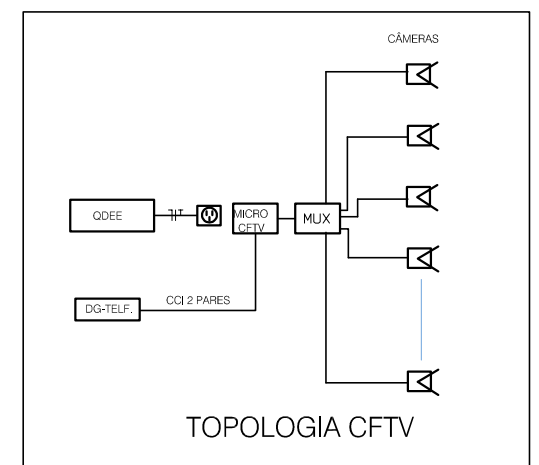 CÂMERAS
QDEE
MICRO
CFTV
MUX
DG-TELF.
CCI 2 PARES
TOPOLOGIA CFTV